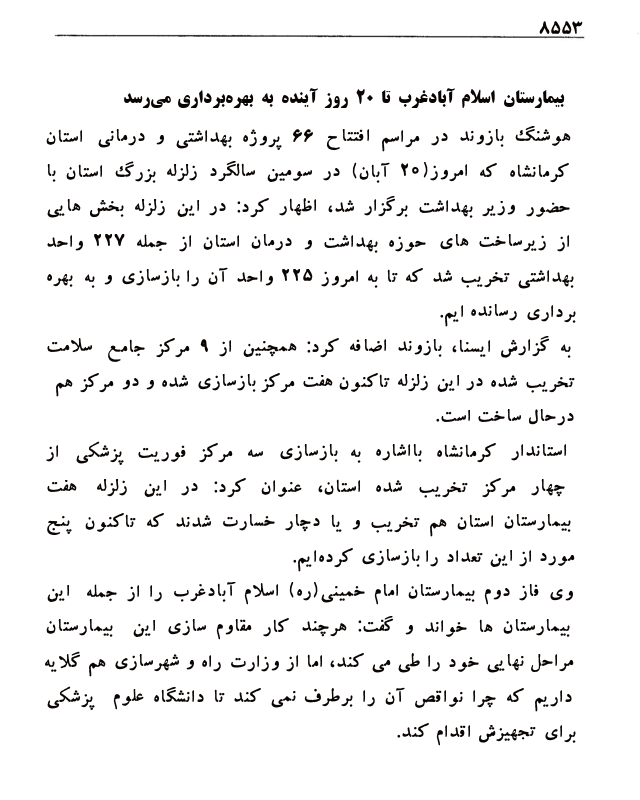 ۸۵۵۳
بیمارستان اسلام آبادغرب تا ۲۰ روز آینده به بهره‌برداری می‌رسد
هوشنگ بازوند در مراسم افتتاح ۶۶ پروژه بهداشتی و درمانی استان
کرمانشاه که امروز(۲۰ آبان) در سومین سالگرد زلزله بزرگ استان با
حضور وزیر بهداشت برگزار شد، اظهار کرد: در این زلزله بخش هایی
از زیرساخت های حوزه بهداشت و درمان استان از جمله ۲۲۷ واحد
بهداشتی تخریب شد که تا به امروز ۲۲۵ واحد آن را بازسازی و به بهره
برداری رسانده ایم.
به گزارش ایسنا، بازوند اضافه کرد: همچنین از ۹ مرکز جامع سلامت
تخریب شده در این زلزله تاکنون هفت مرکز بازسازی شده و دو مرکز هم
درحال ساخت است.
استاندار کرمانشاه بااشاره به بازسازی سه مرکز فوریت پزشکی از
چهار مرکز تخریب شده استان، عنوان کرد: در این زلزله هفت
بیمارستان استان هم تخریب و یا دچار خسارت شدند که تاکنون پنج
مورد از این تعداد را بازسازی کرده‌ایم.
وی فاز دوم بیمارستان امام خمینی(ره) اسلام آبادغرب را از جمله این
بیمارستان ها خواند و گفت: هرچند کار مقاوم سازی این بیمارستان
مراحل نهایی خود را طی می کند، اما از وزارت راه و شهرسازی هم گلایه
داریم که چرا نواقص آن را برطرف نمی کند تا دانشگاه علوم پزشکی
برای تجهیزش اقدام کند.